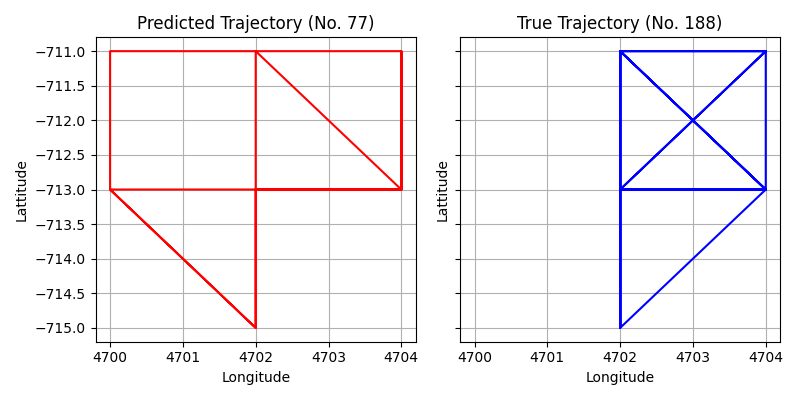 Predicted Trajectory (No. 77)
True Trajectory (No. 188)
−711.0
−711.5
−712.0
−712.5
−713.0
−713.5
−714.0
−714.5
−715.0
Lattitude
Lattitude
4700 4701 4702 4703 4704
4700 4701 4702 4703 4704
Longitude
Longitude